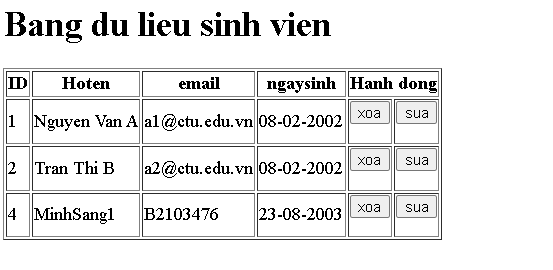 Bang du lieu sinh vien
ID Hoten email ngaysinh Hanh dong
1 Nguyen Van A a1@ctu.edu.vn 08-02-2002 xoa sua
2 Tran Thi B a2@ctu.edu.vn 08-02-2002 xoa sua
4 MinhSang1 B2103476 23-08-2003 xoa sua